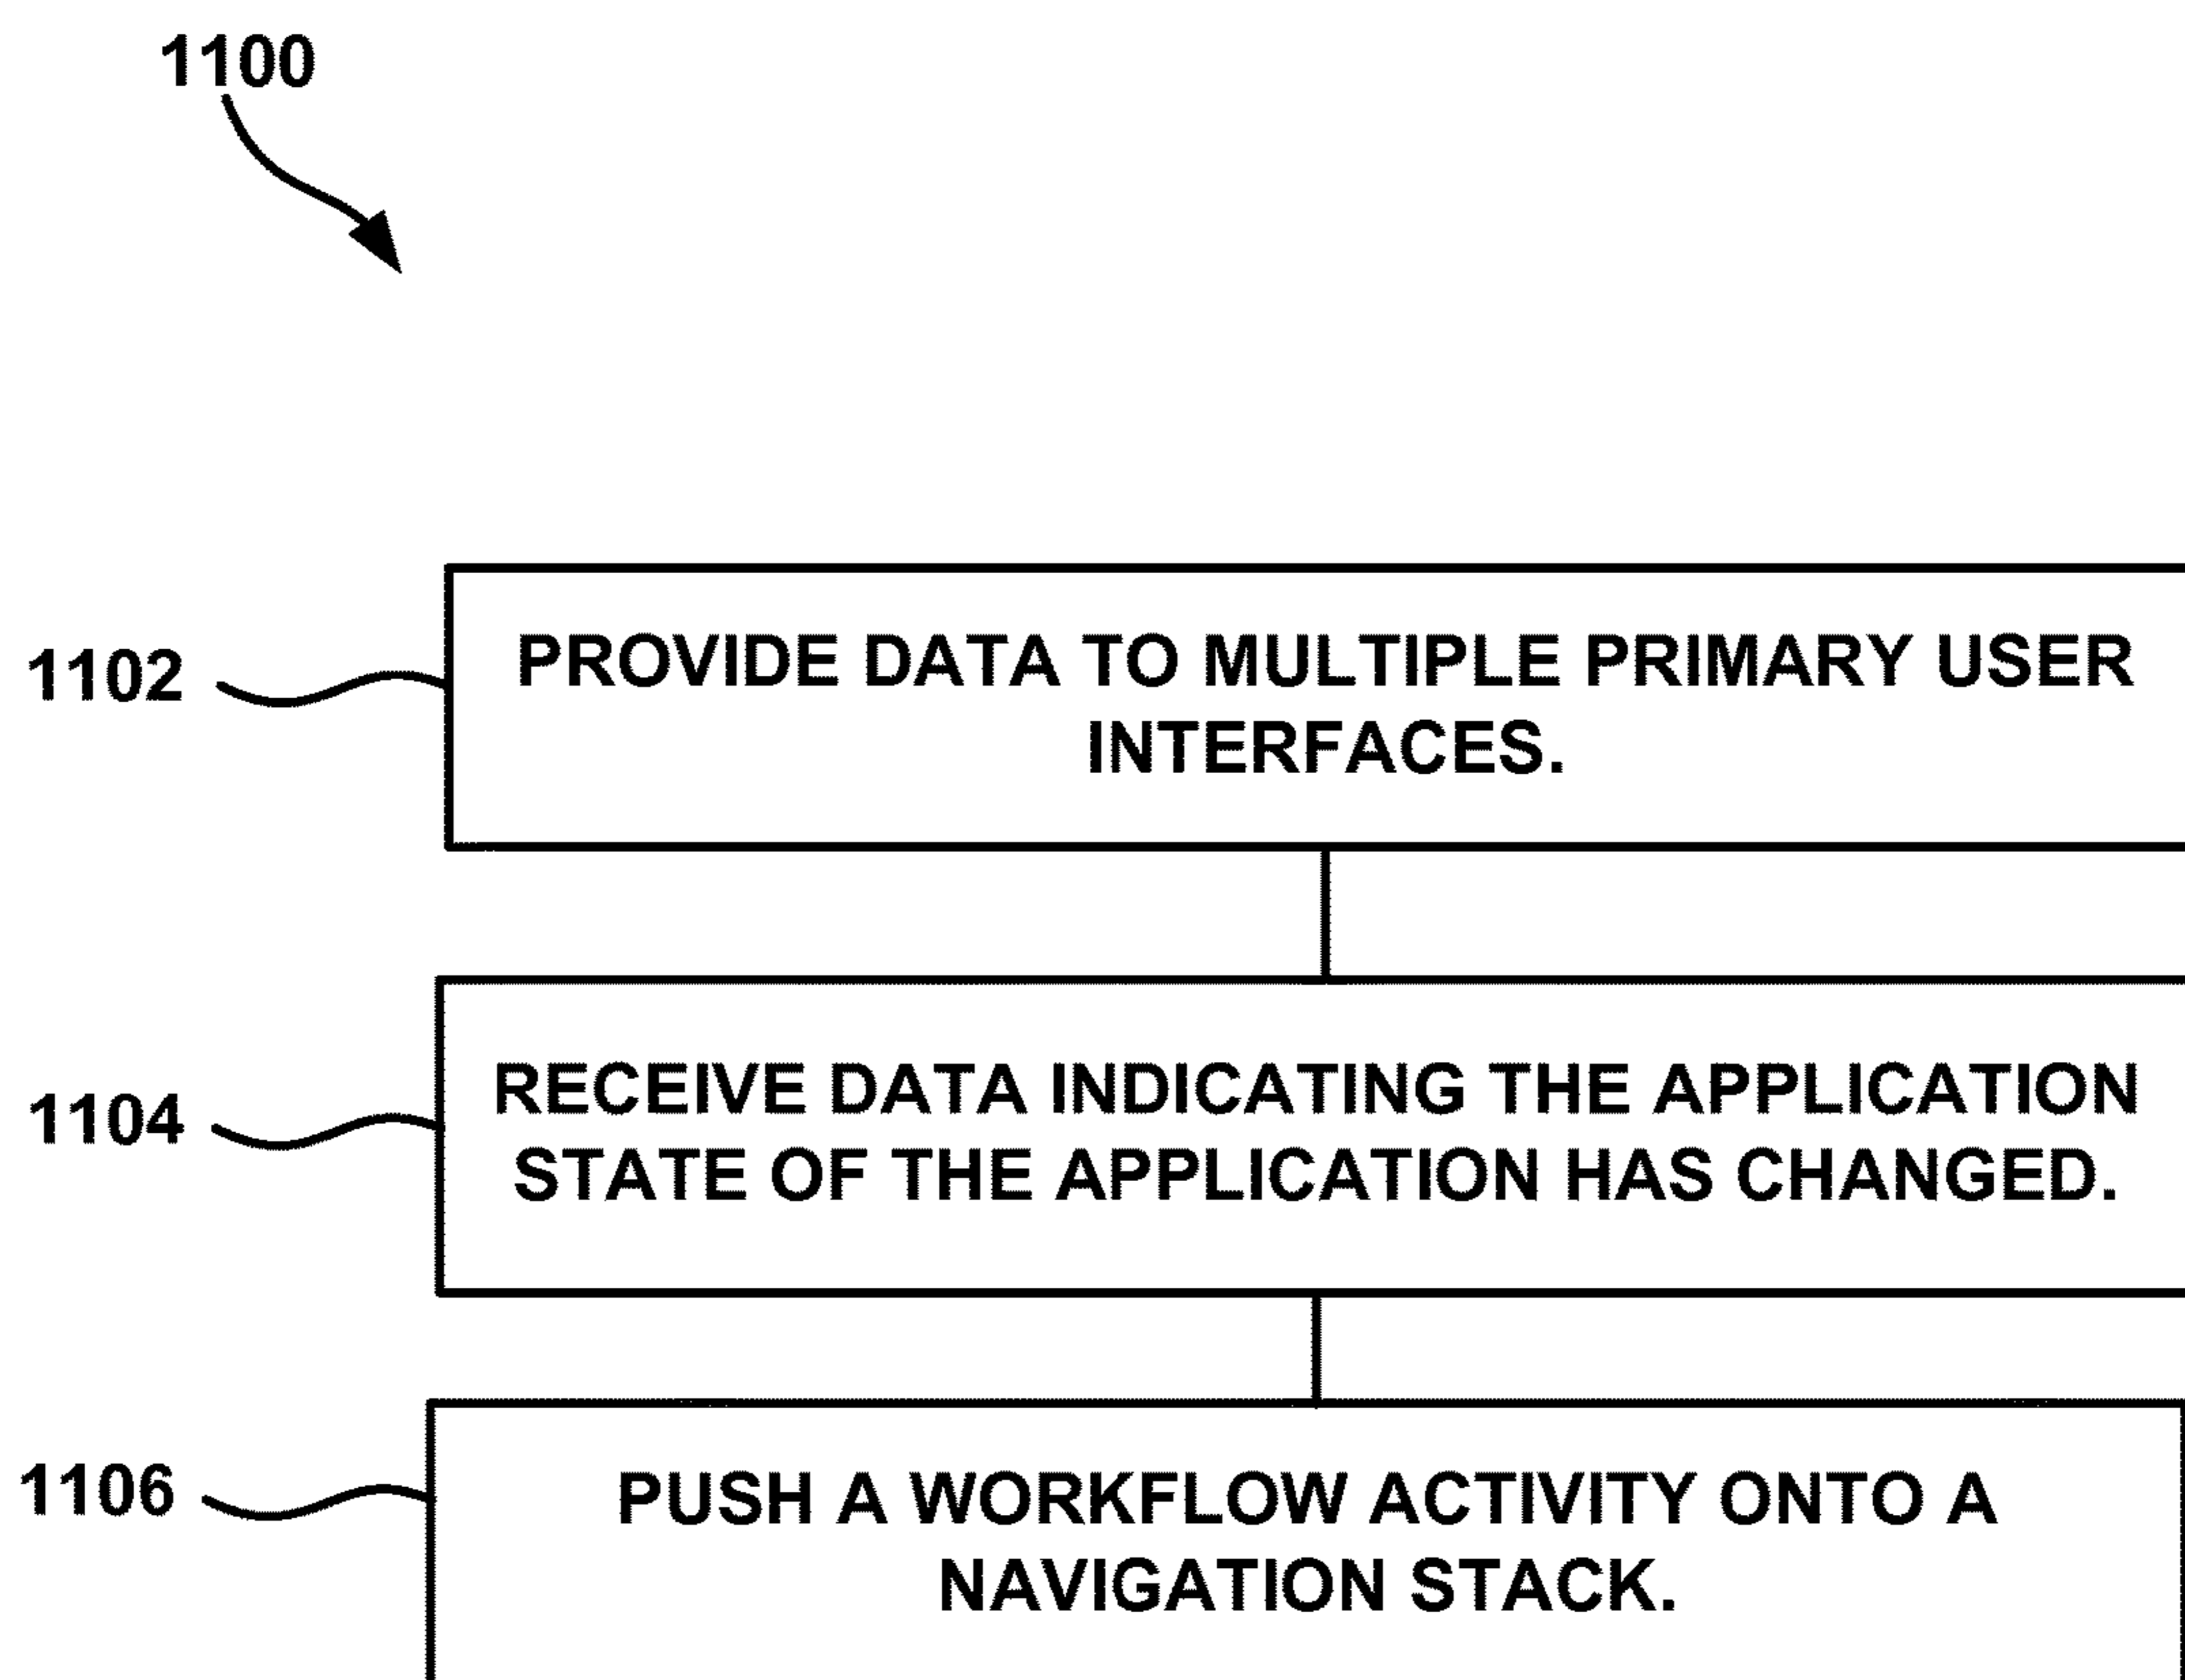 1100
1102
PROVIDE DATA TO MULTIPLE PRIMARY USER
INTERFACES.
1104
RECEIVE DATA INDICATING THE APPLICATION
STATE OF THE APPLICATION HAS CHANGED.
1106
PUSH A WORKFLOW ACTIVITY ONTO A
NAVIGATION STACK.